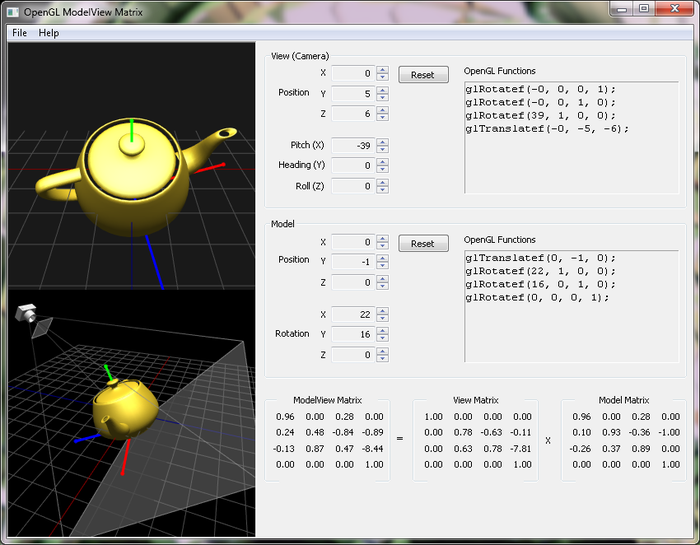 OpenGL ModelView Matrix
File Help
View (Camera)
X 0 Reset
Position Y 5
Z 6
Pitch (X) -39
Heading (Y) 0
Roll (Z) 0
OpenGL Functions
glRotatef(-0, 0, 0, 1);
glRotatef(-0, 0, 1, 0);
glRotatef(39, 1, 0, 0);
glTranslatef(-0, -5, -6);
Model
X 0 Reset
Position Y -1
Z 0
X 22
Rotation Y 16
Z 0
OpenGL Functions
glTranslatef(0, -1, 0);
glRotatef(22, 1, 0, 0);
glRotatef(16, 0, 1, 0);
glRotatef(0, 0, 0, 1);
ModelView Matrix
0.96 0.00 0.28 0.00
0.24 0.48 -0.84 -0.89
-0.13 0.87 0.47 -8.44
0.00 0.00 0.00 1.00
=
View Matrix
1.00 0.00 0.00 0.00
0.00 0.78 -0.63 -0.11
0.00 0.63 0.78 -7.81
0.00 0.00 0.00 1.00
x
Model Matrix
0.96 0.00 0.28 0.00
0.10 0.93 -0.36 -1.00
-0.26 0.37 0.89 0.00
0.00 0.00 0.00 1.00